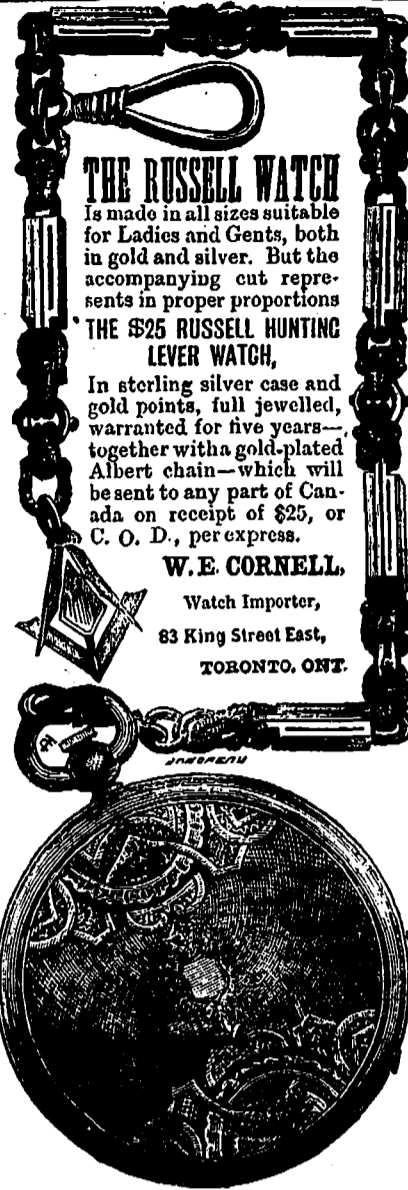 THE RUSSELL WATCH
Is made in all sizes suitable
for Ladies and Gents, both
in gold and silver. But the
accompanying cut repre-
sents in proper proportions
THE $25 RUSSELL HUNTING
LEVER WATCH,
In sterling silver case and
gold points, full jewelled,
warranted for five years—
together with a gold-plated
Albert chain—which will
be sent to any part of Can-
ada on receipt of $25, or
C. O. D., per express.
W. E. CORNELL,
Watch Importer,
83 King Street East,
TORONTO, ONT.